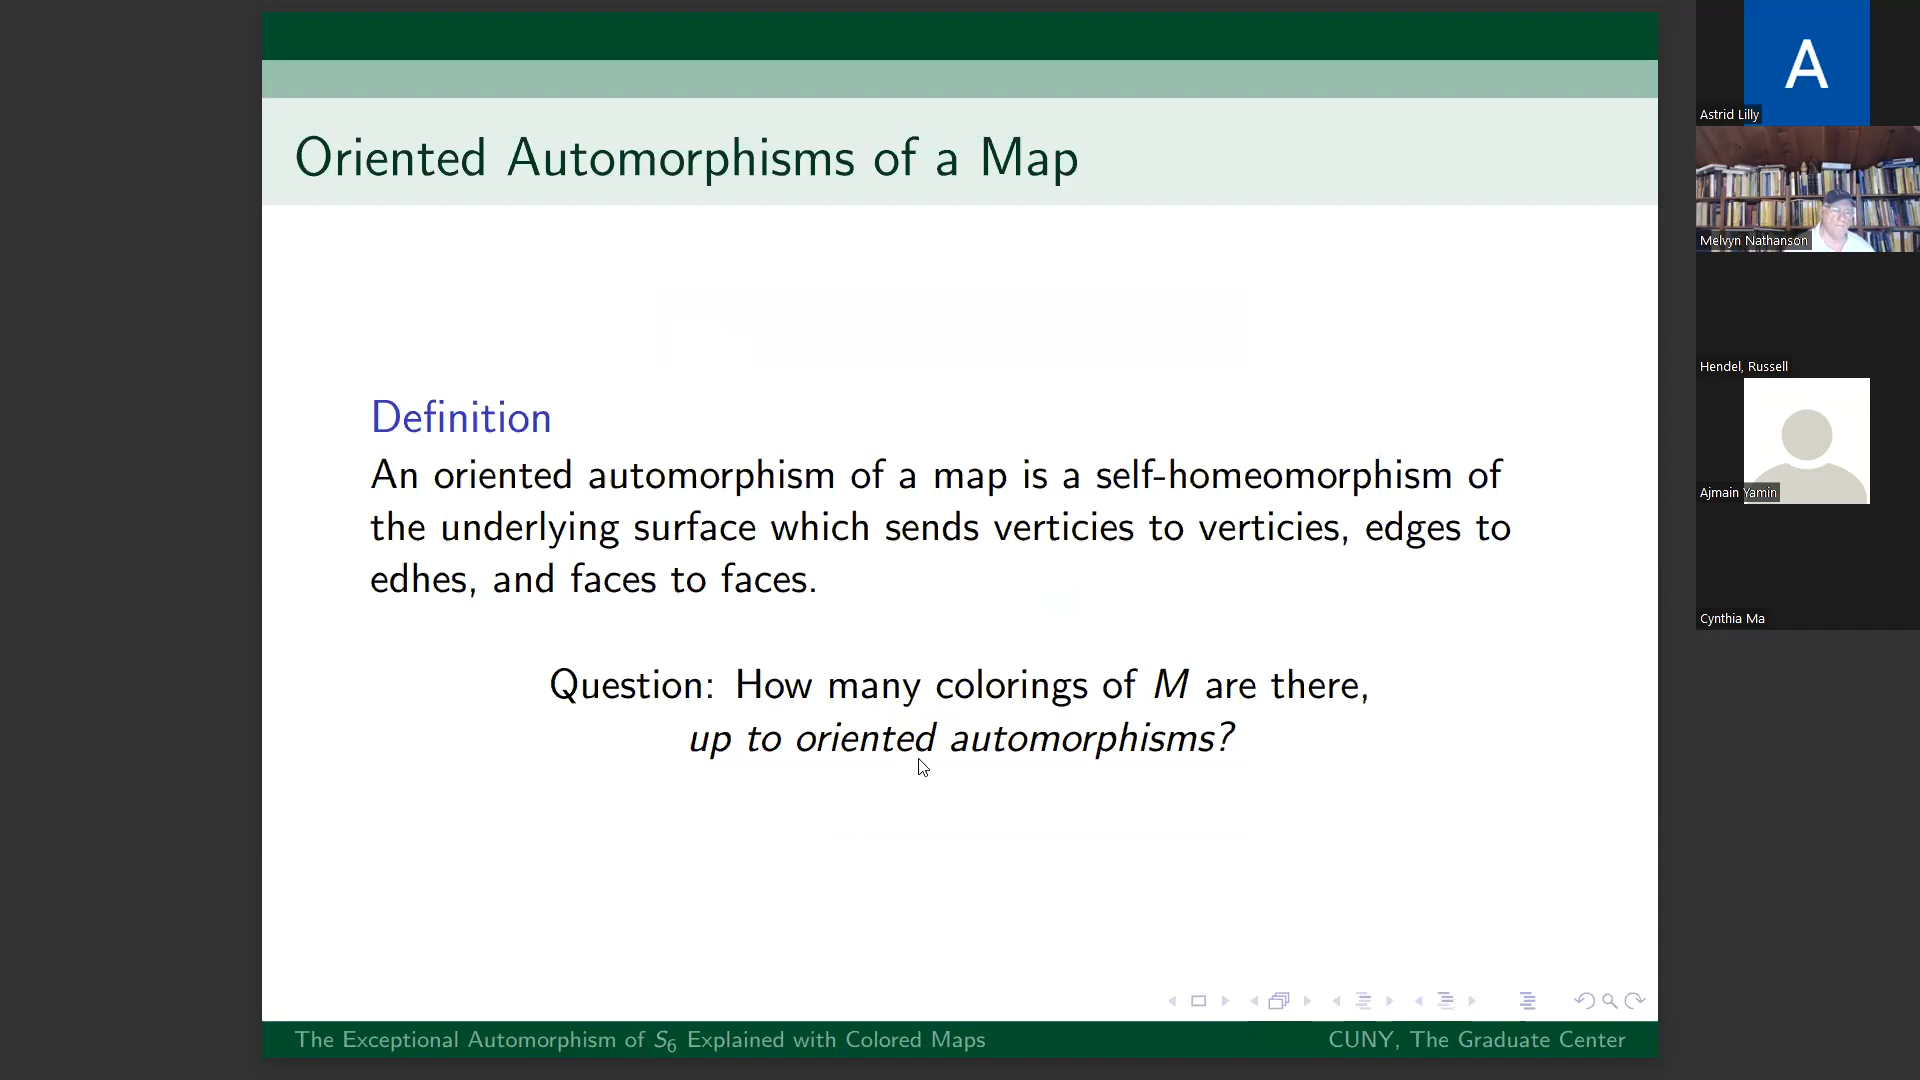 Oriented Automorphisms of a Map
Definition
An oriented automorphism of a map is a self-homeomorphism of
the underlying surface which sends verticies to verticies, edges to
edhes, and faces to faces.
Question: How many colorings of M are there,
up to oriented automorphisms?
The Exceptional Automorphism of S6 Explained with Colored Maps
CUNY, The Graduate Center
A
Astrid Lilly
Melvyn Nathanson
Hendel, Russell
Ajmain Yamin
Cynthia Ma